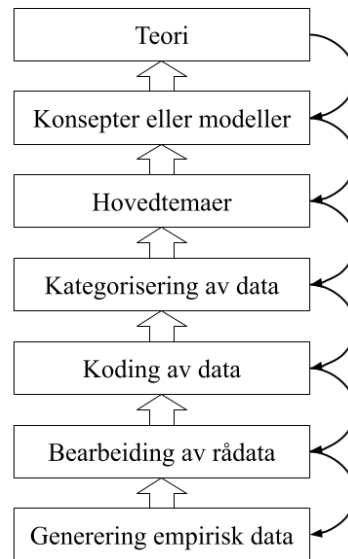 Teori
Konsepter eller modeller
Hovedtemaer
Kategorisering av data
Koding av data
Bearbeiding av rådata
Generering empirisk data